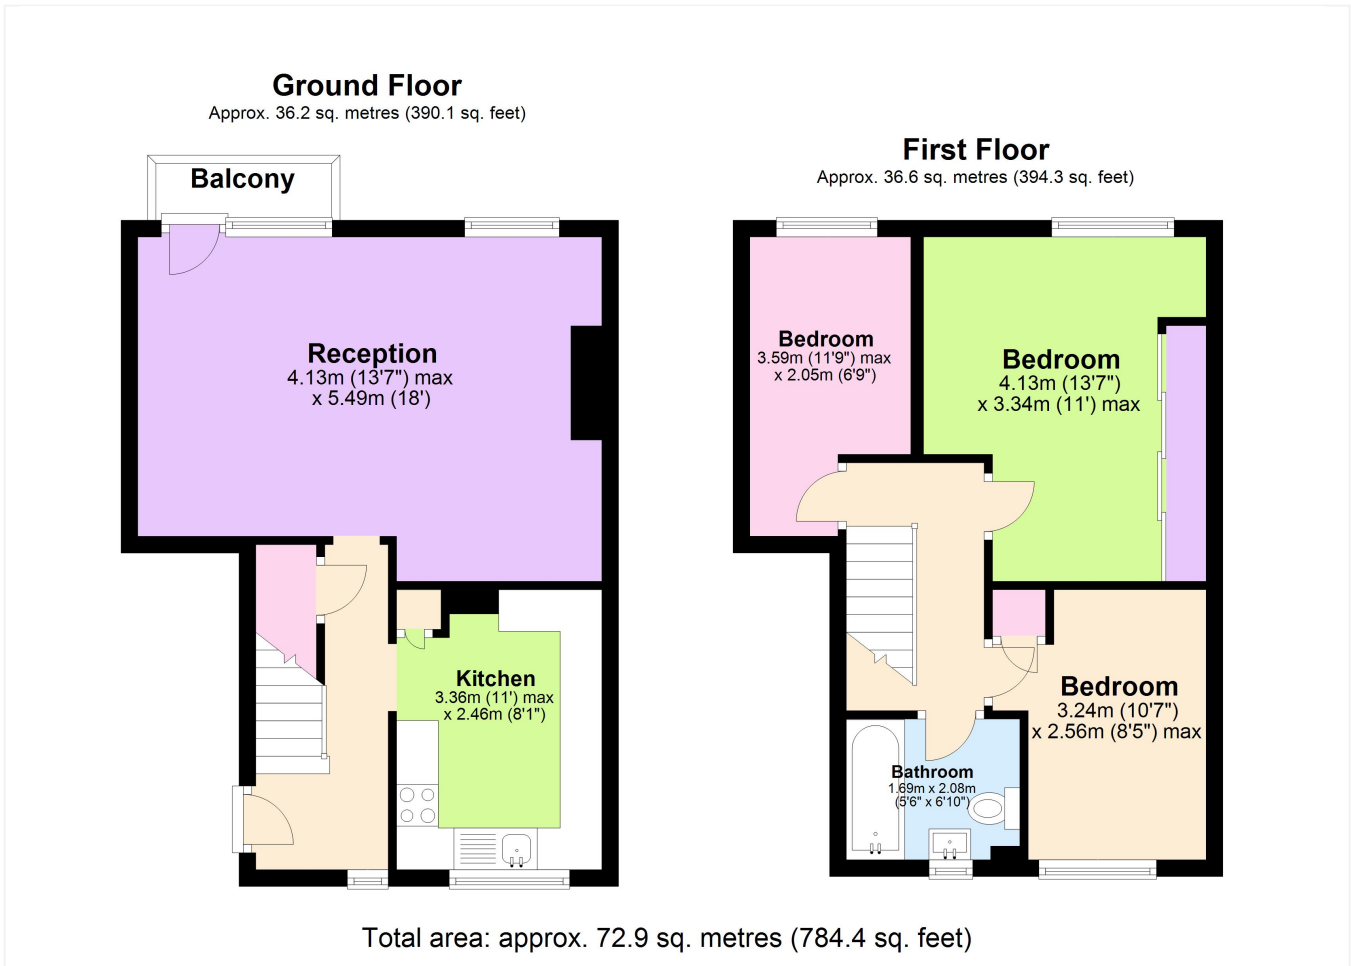 Ground Floor
Approx. 36.2 sq. metres (390.1 sq. feet)
Balcony
Reception
4.13m (13'7") max
x 5.49m (18')
Kitchen
3.36m (11') max
x 2.46m (8'1")
First Floor
Approx. 36.6 sq. metres (394.3 sq. feet)
Bedroom
3.59m (11'9") max
x 2.05m (6'9")
Bedroom
4.13m (13'7")
x 3.34m (11') max
Bedroom
3.24m (10'7")
x 2.56m (8'5") max
Bathroom
1.69m x 2.08m
(5'6" x 6'10")
Total area: approx. 72.9 sq. metres (784.4 sq. feet)